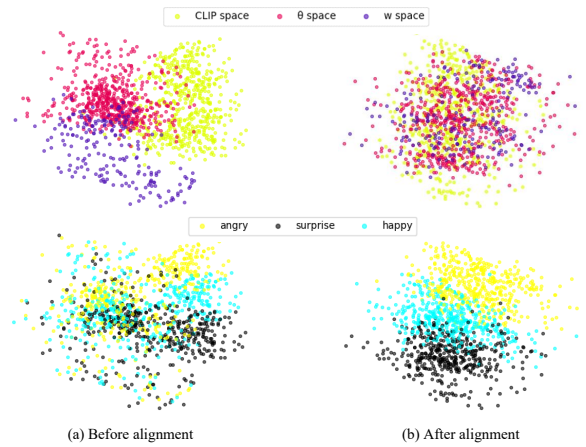 CLIP space θ space w space
angry surprise happy
(a) Before alignment (b) After alignment